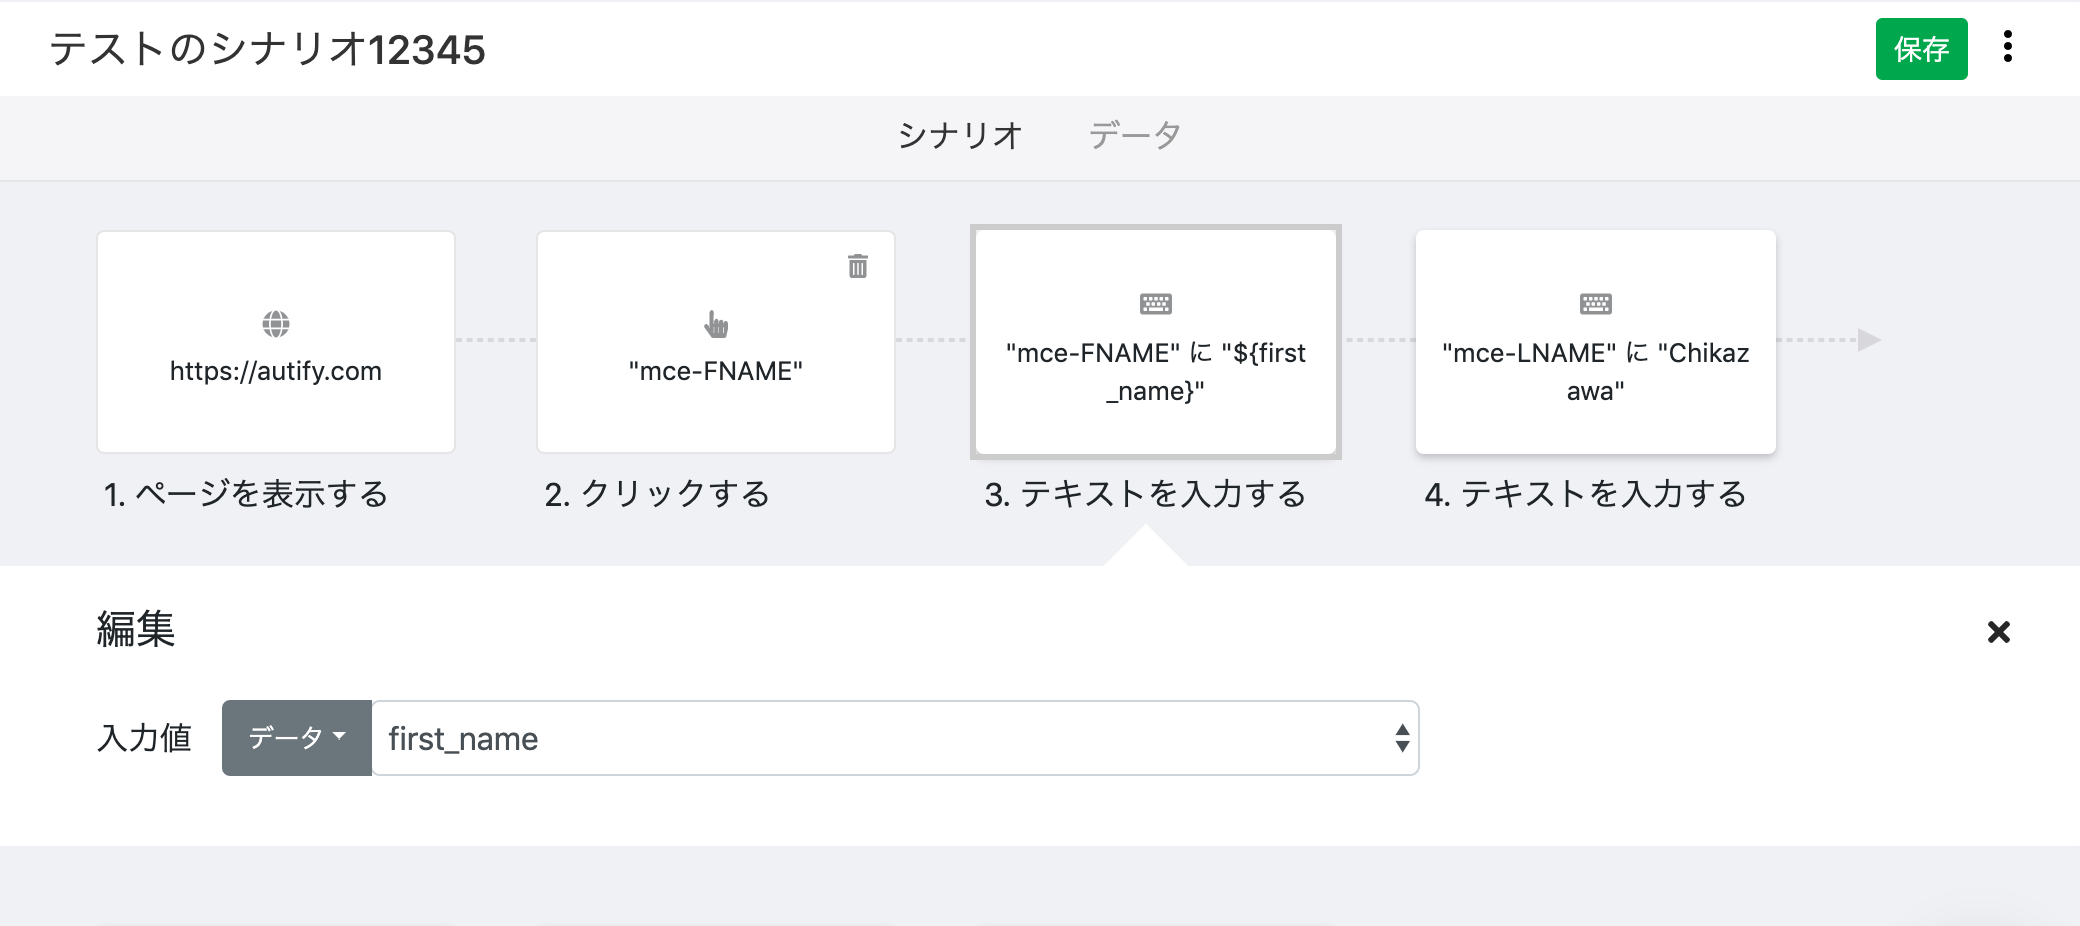 テストのシナリオ12345
保存
シナリオ データ
https://autify.com
"mce-FNAME"
"mce-FNAME" に "${first
_name}"
"mce-LNAME" に "Chikaz
awa"
1. ページを表示する
2. クリックする
3. テキストを入力する
4. テキストを入力する
編集
入力値 データ first_name